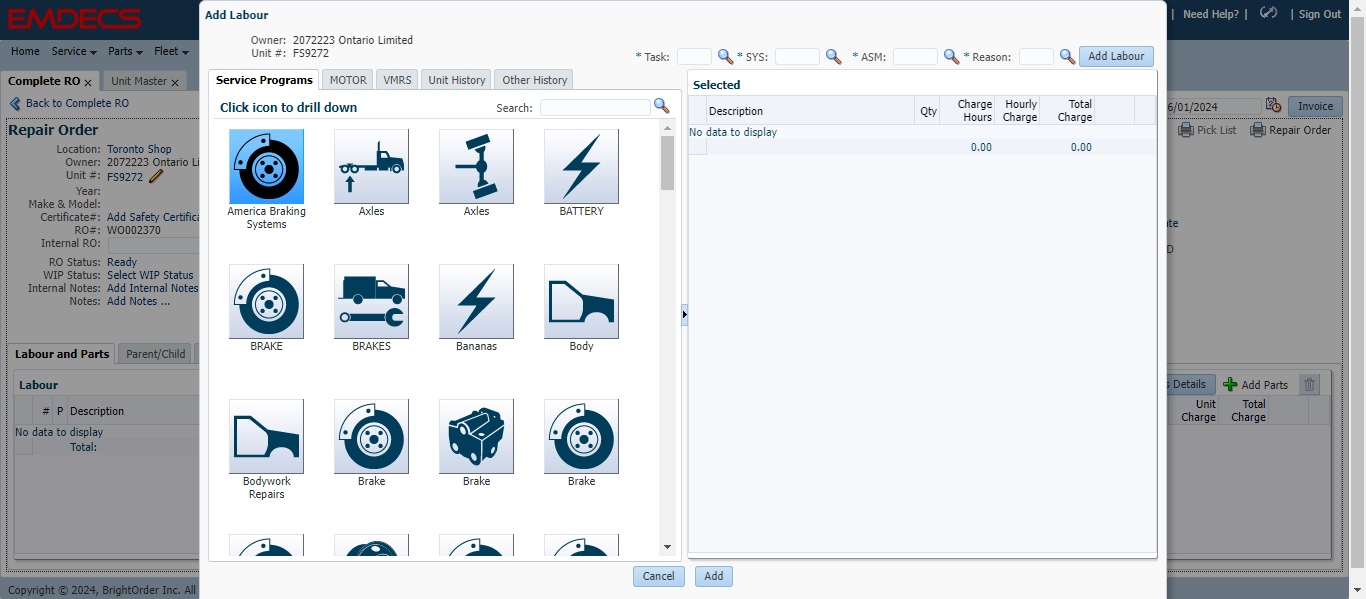 EMDECS
Need Help? |
| Sign Out
Home Service Parts Fleet
Complete RO x Unit Master x
Back to Complete RO
6/01/2024 Invoice
Repair Order
Pick List Repair Order
Location: Toronto Shop
Owner: 2072223 Ontario Li
Unit #: FS9272
Year:
Make & Model:
Certificate#: Add Safety Certifica
RO#: WO002370
Internal RO:
RO Status: Ready
WIP Status: Select WIP Status
Internal Notes: Add Internal Notes
Notes: Add Notes ...
Labour and Parts Parent/Child
Labour
# P Description
No data to display
Total:
s Details Add Parts
Unit Charge
Total Charge
Copyright © 2024, BrightOrder Inc. All
Add Labour
Owner: 2072223 Ontario Limited
Unit #: FS9272
* Task: * SYS: * ASM: * Reason: Add Labour
Service Programs MOTOR VMRS Unit History Other History
Click icon to drill down Search:
America Braking Systems
Axles
Axles
BATTERY
BRAKE
BRAKES
Bananas
Body
Bodywork Repairs
Brake
Brake
Brake
Selected
Description Qty Charge Hours Hourly Charge Total Charge
No data to display
0.00 0.00
Cancel Add